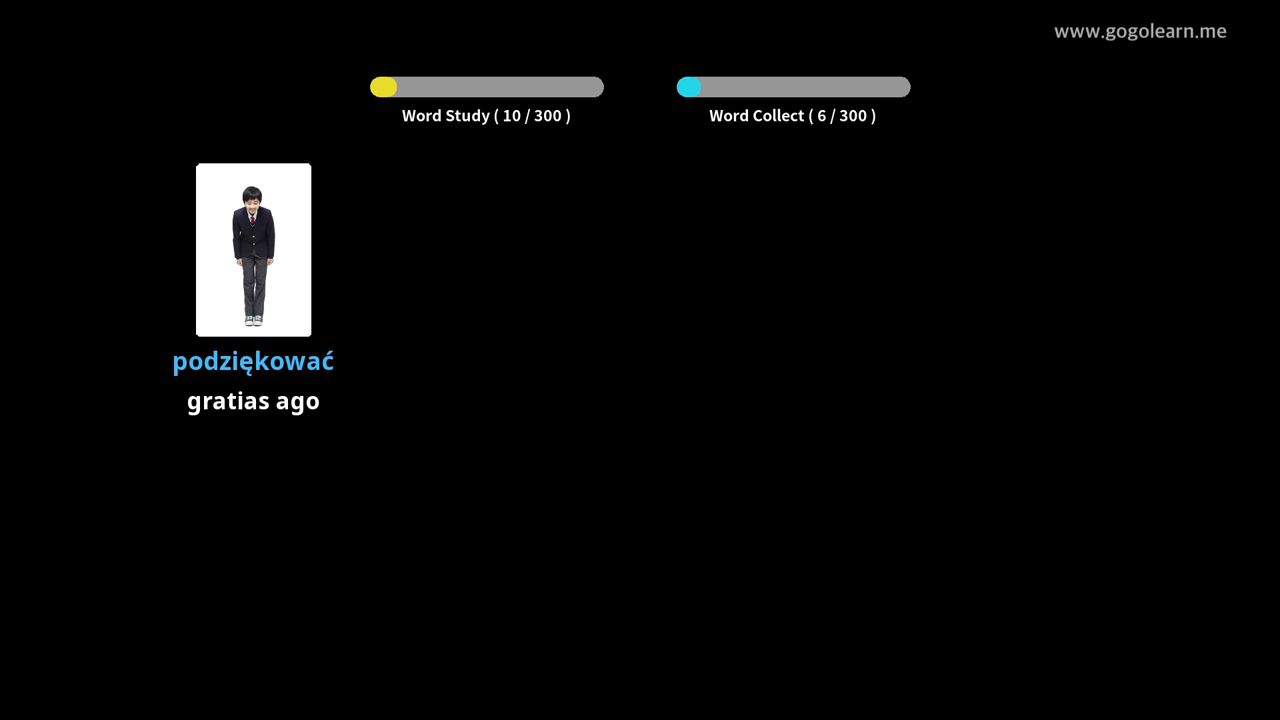 www.gogolearn.me
Word Study ( 10 / 300 )
Word Collect ( 6 / 300 )
podziękować
gratias ago